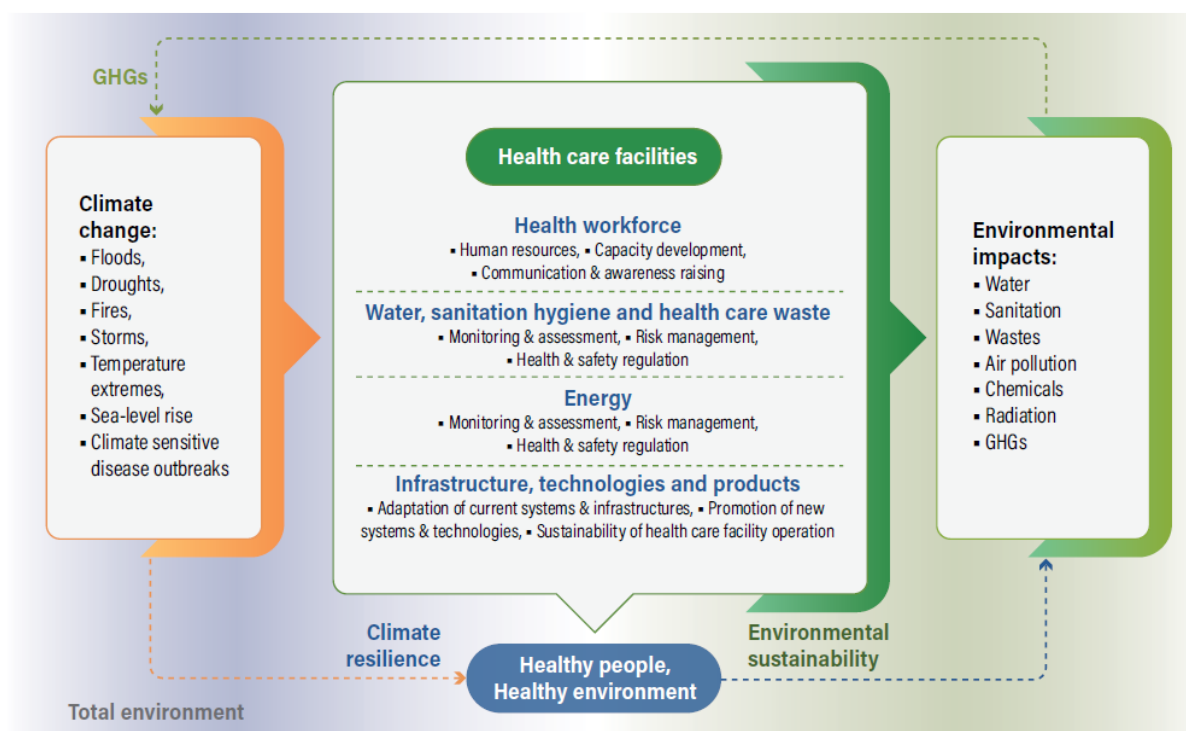 GHGs
Climate
change:
▪ Floods,
▪ Droughts,
▪ Fires,
▪ Storms,
▪ Temperature
extremes,
▪ Sea-level rise
▪ Climate sensitive
disease outbreaks
Health care facilities
Health workforce
▪ Human resources, ▪ Capacity development,
▪ Communication & awareness raising
Water, sanitation hygiene and health care waste
▪ Monitoring & assessment, ▪ Risk management,
▪ Health & safety regulation
Energy
▪ Monitoring & assessment, ▪ Risk management,
▪ Health & safety regulation
Infrastructure, technologies and products
▪ Adaptation of current systems & infrastructures, ▪ Promotion of new
systems & technologies, ▪ Sustainability of health care facility operation
Environmental
impacts:
▪ Water
▪ Sanitation
▪ Wastes
▪ Air pollution
▪ Chemicals
▪ Radiation
▪ GHGs
Climate
resilience
Healthy people,
Healthy environment
Environmental
sustainability
Total environment